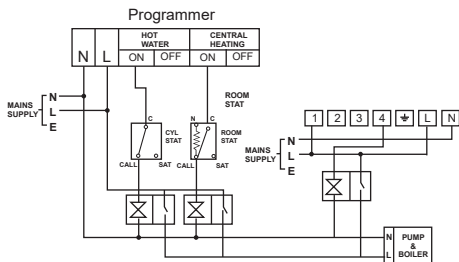 Programmer
N L
HOT WATER
CENTRAL HEATING
ON OFF ON OFF
MAINS SUPPLY
N
L
E
ROOM STAT
C
CYL STAT
CALL SAT
N C
ROOM STAT
CALL SAT
1 2 3 4 L N
MAINS SUPPLY
N
L
E
N
L
PUMP & BOILER